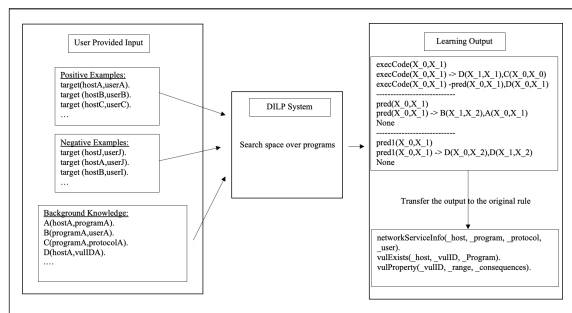 User Provided Input
Positive Examples:
target(hostA,userA).
target (hostB,userB).
target (hostC,userC).
…
Negative Examples:
target (hostJ,userJ).
target (hostA,userJ).
target (hostB,userI).
…
Background Knowledge:
A(hostA,programA).
B(programA,userA).
C(programA,protocolA).
D(hostA,vulIDA).
….
DILP System
Search space over programs
Learning Output
execCode(X_0,X_1)
execCode(X_0,X_1) -> D(X_1,X_1),C(X_0,X_0)
execCode(X_0,X_1) -pred(X_0,X_1),D(X_0,X_1)
----------------------------
pred(X_0,X_1)
pred(X_0,X_1) -> B(X_1,X_2),A(X_0,X_1)
None
----------------------------
pred1(X_0,X_1)
pred1(X_0,X_1) -> D(X_0,X_2),D(X_1,X_2)
None
Transfer the output to the original rule
networkServiceInfo(_host, _program, _protocol,
_user).
vulExists(_host, _vulID, _Program).
vulProperty(_vulID, _range, _consequences).